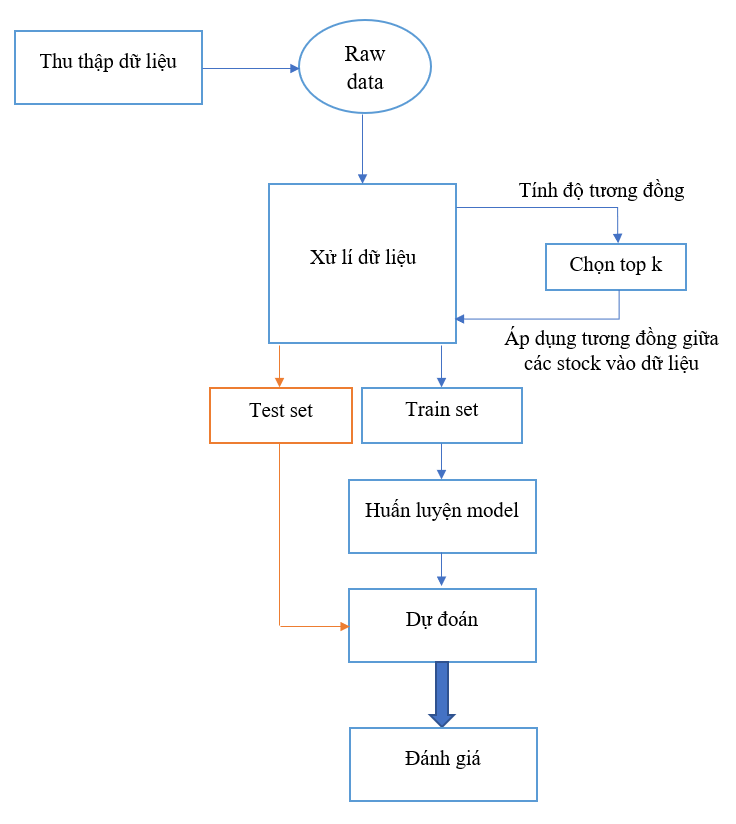 Thu thập dữ liệu
Raw
data
Tính độ tương đồng
Xử lí dữ liệu
Chọn top k
Áp dụng tương đồng giữa
các stock vào dữ liệu
Test set
Train set
Huấn luyện model
Dự đoán
Đánh giá